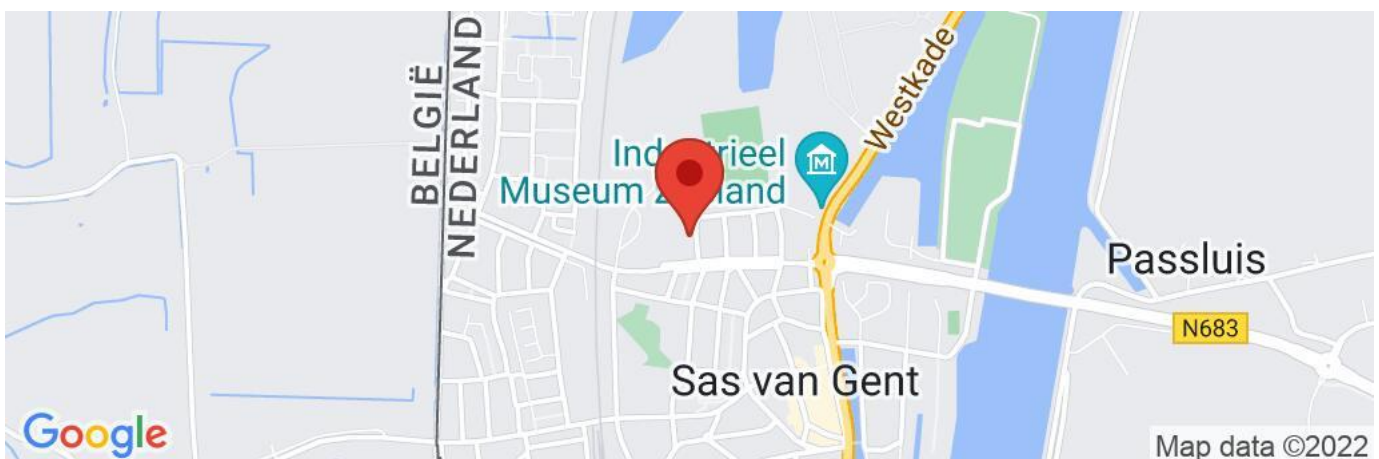 BELGIË
NEDERLAND
Westkade
Museum
Passluis
N683
Sas van Gent
Google
Map data ©2022